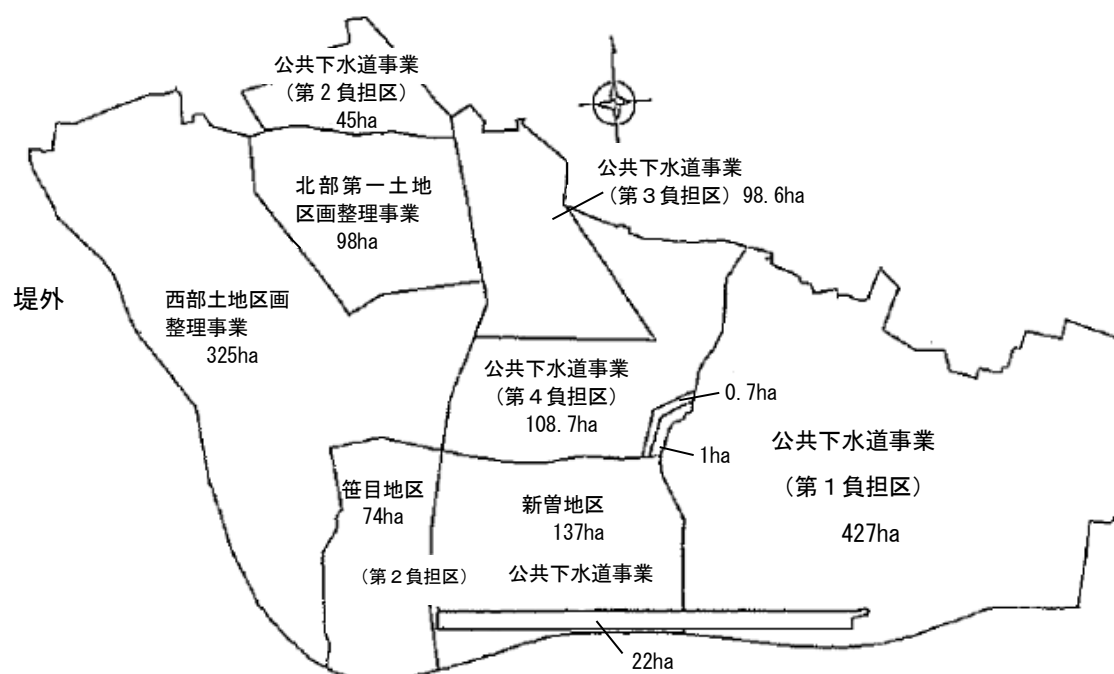 公共下水道事業
(第2負担区)
45ha
北部第一土地
区画整理事業
98ha
公共下水道事業
(第3負担区) 98.6ha
堤外
西部土地区画
整理事業
325ha
公共下水道事業
(第4負担区)
108.7ha
0.7ha
1ha
公共下水道事業
(第1負担区)
427ha
笹目地区
74ha
新曽地区
137ha
(第2負担区)
公共下水道事業
22ha